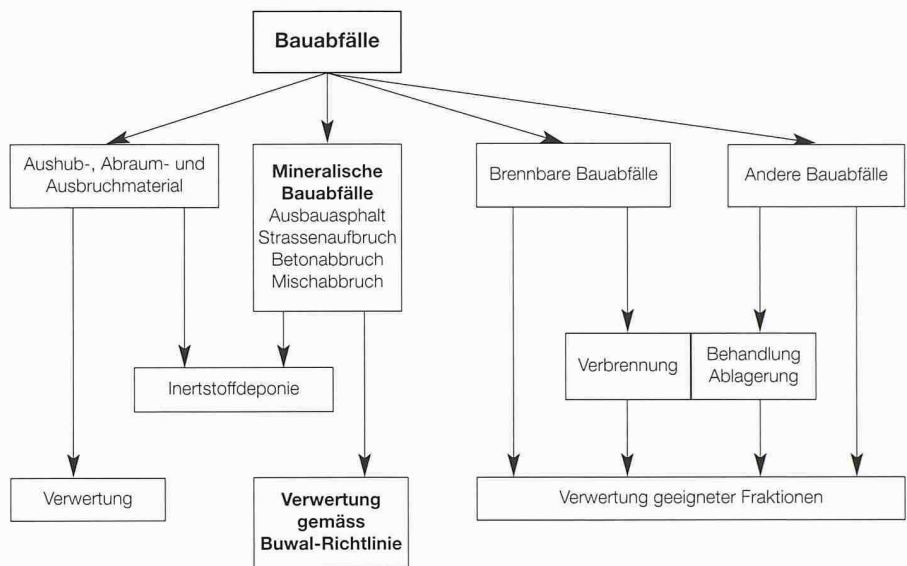 Bauabfälle
Aushub-, Abraum- und
Ausbruchmaterial
Mineralische
Bauabfälle
Ausbauasphalt
Strassenaufbruch
Betonabbruch
Mischabbruch
Brennbare Bauabfälle
Andere Bauabfälle
Inertstoffdeponie
Verbrennung
Behandlung
Ablagerung
Verwertung
Verwertung
gemäss
Buwal-Richtlinie
Verwertung geeigneter Fraktionen